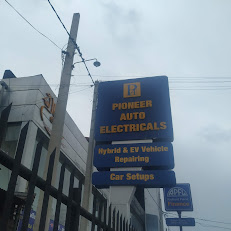 P
PIONEER
AUTO
ELECTRICALS
Hybrid & EV Vehicle
Repairing
Car Setups